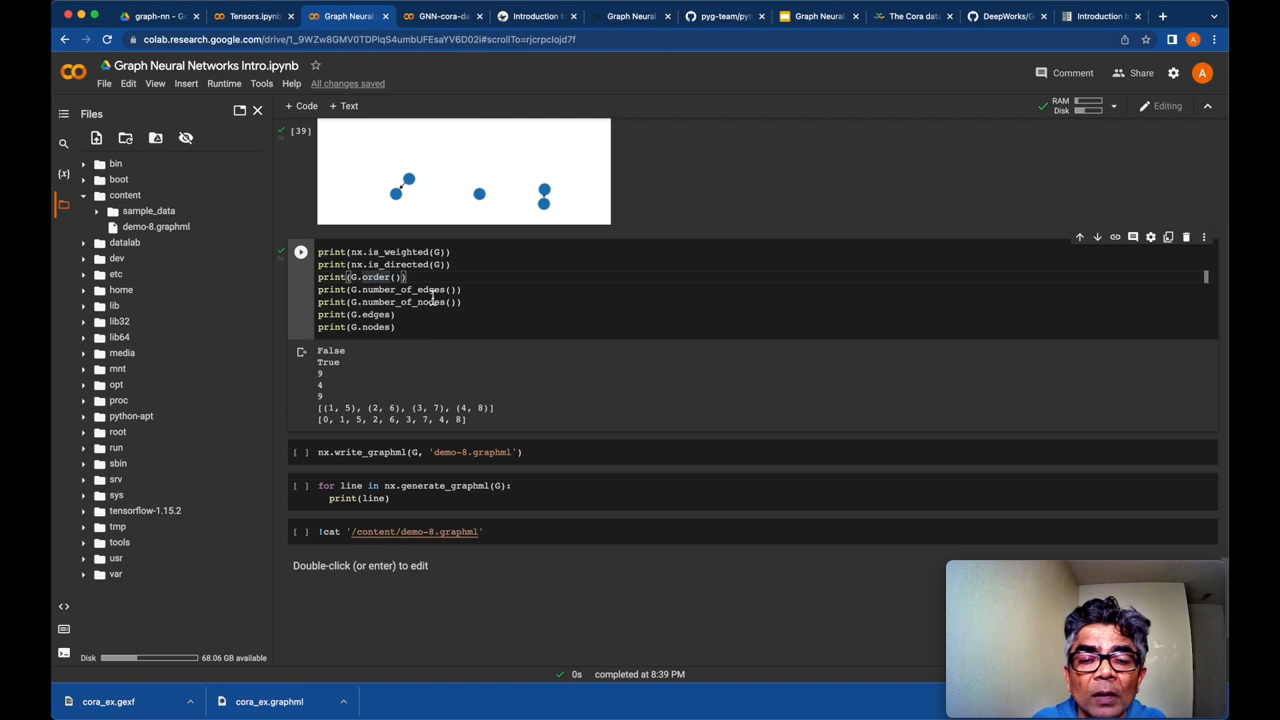 graph-nn - Go
Tensors.ipynb
Graph Neural
GNN-cora-da
Introduction t
Graph Neural
pyg-team/pyt
Graph Neural
The Cora dat
DeepWorks/G
Introduction b
colab.research.google.com/drive/1_9WZw8GMV0TDPlqS4umbUFEsaYV6D02i#scrollTo=rjcrpclojd7f
A
CO
Graph Neural Networks Intro.ipynb
File Edit View Insert Runtime Tools Help All changes saved
Comment
Share
A
Files
+ Code + Text
RAM
Disk
Editing
[39]
bin
boot
content
sample_data
demo-8.graphml
datalab
dev
etc
home
lib
lib32
lib64
media
mnt
opt
proc
python-apt
root
run
sbin
srv
sys
tensorflow-1.15.2
tmp
tools
usr
var
Disk
68.06 GB available
0s
print(nx.is_weighted(G))
print(nx.is_directed(G))
print(G.order())
print(G.number_of_edges())
print(G.number_of_nodes())
print(G.edges)
print(G.nodes)
False
True
9
4
9
[(1, 5), (2, 6), (3, 7), (4, 8)]
[0, 1, 5, 2, 6, 3, 7, 4, 8]
[ ] nx.write_graphml(G, 'demo-8.graphml')
[ ] for line in nx.generate_graphml(G):
print(line)
[ ] !cat '/content/demo-8.graphml'
Double-click (or enter) to edit
0s completed at 8:39 PM
cora_ex.gexf
cora_ex.graphml